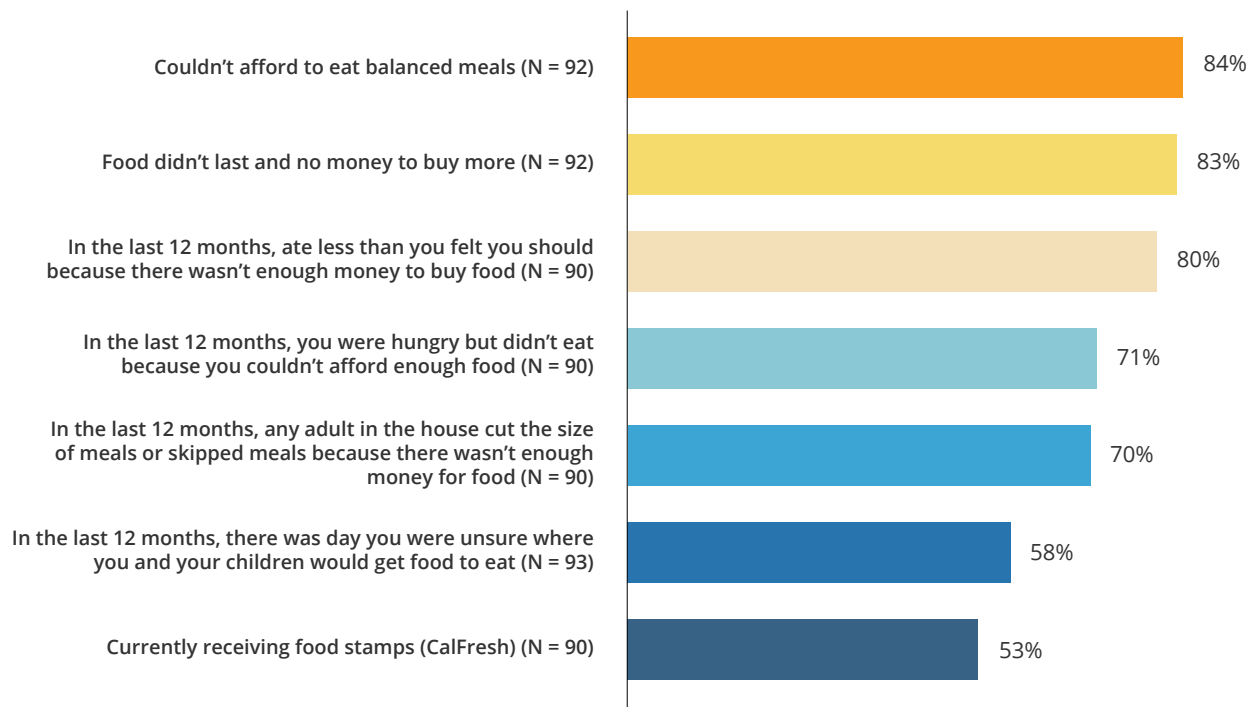 Couldn’t afford to eat balanced meals (N = 92)
84%
Food didn’t last and no money to buy more (N = 92)
83%
In the last 12 months, ate less than you felt you should
because there wasn’t enough money to buy food (N = 90)
80%
In the last 12 months, you were hungry but didn’t eat
because you couldn’t afford enough food (N = 90)
71%
In the last 12 months, any adult in the house cut the size
of meals or skipped meals because there wasn’t enough
money for food (N = 90)
70%
In the last 12 months, there was day you were unsure where
you and your children would get food to eat (N = 93)
58%
Currently receiving food stamps (CalFresh) (N = 90)
53%